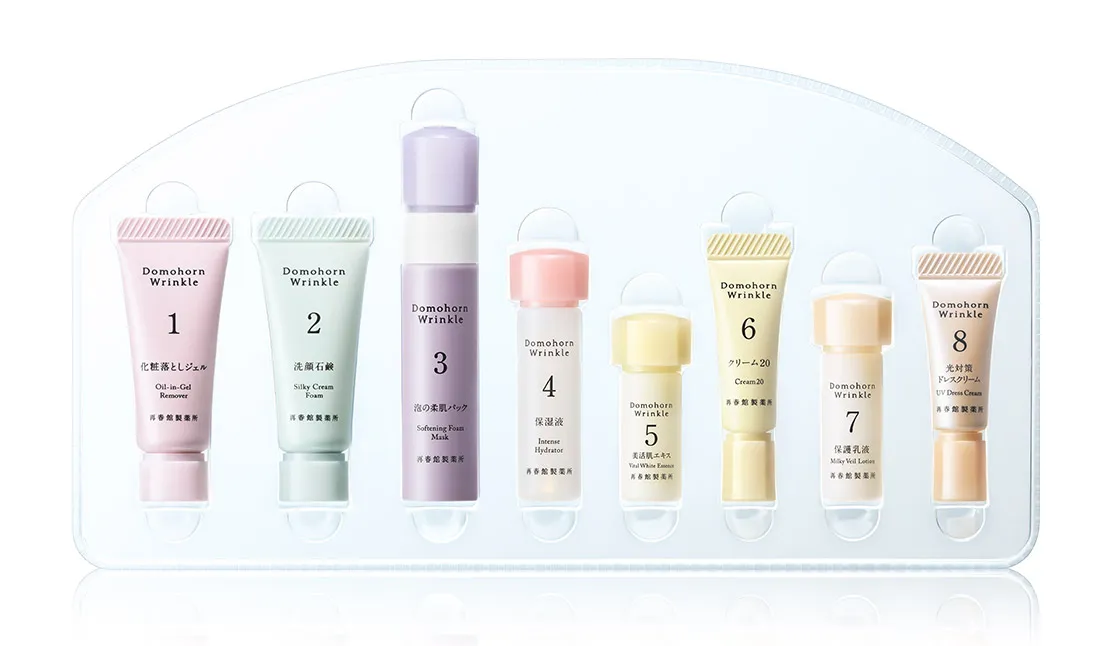 Domohorn
Wrinkle
1
化粧落としジェル
Oil-in-Gel
Remover
再春館製薬所
Domohorn
Wrinkle
2
洗顔石鹸
Silky Cream
Foam
再春館製薬所
Domohorn
Wrinkle
3
泡の柔肌パック
Softening Foam
Mask
再春館製薬所
Domohorn
Wrinkle
4
保湿液
Intense
Hydrator
再春館製薬所
Domohorn
Wrinkle
5
美活肌エキス
Vital White Essence
再春館製薬所
Domohorn
Wrinkle
6
クリーム20
Cream20
再春館製薬所
Domohorn
Wrinkle
7
保護乳液
Milky Veil Lotion
再春館製薬所
Domohorn
Wrinkle
8
光対策
ドレスクリーム
UV Dress Cream
再春館製薬所